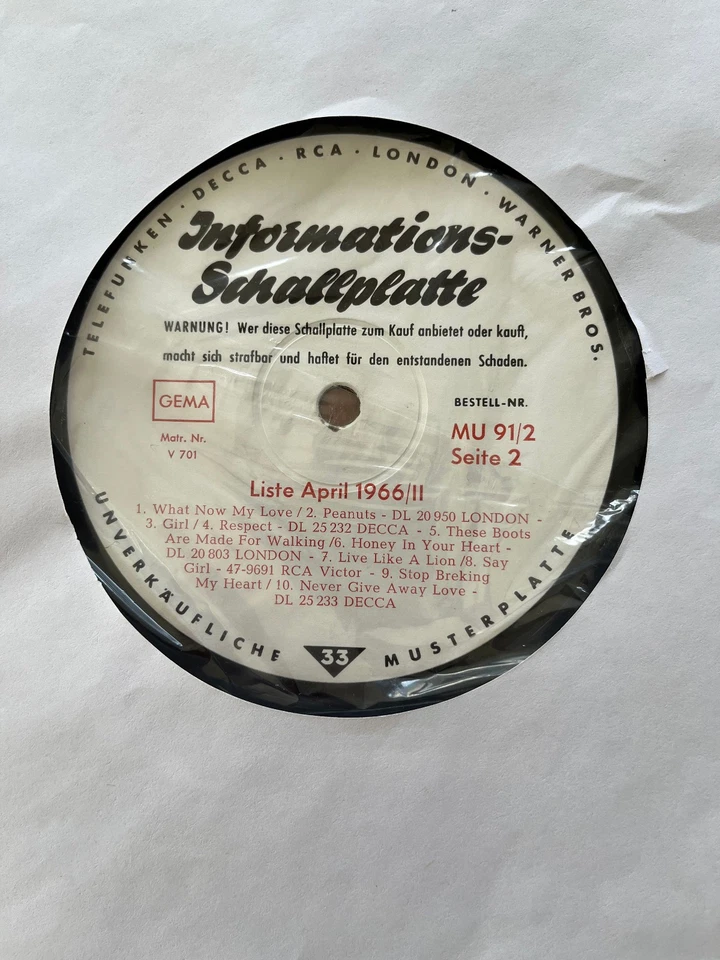 TELEFUNKEN · DECCA · RCA · LONDON · WARNER BROS.
Informations-
Schallplatte
WARNUNG! Wer diese Schallplatte zum Kauf anbietet oder kauft,
macht sich strafbar und haftet für den entstandenen Schaden.
GEMA
BESTELL-NR.
Matr. Nr.
V 701
MU 91/2
Seite 2
Liste April 1966/II
1. What Now My Love / 2. Peanuts - DL 20 950 LONDON -
3. Girl / 4. Respect - DL 25 232 DECCA - 5. These Boots
Are Made For Walking /6. Honey In Your Heart -
DL 20 803 LONDON - 7. Live Like A Lion /8. Say
Girl - 47-9691 RCA Victor - 9. Stop Breking
My Heart / 10. Never Give Away Love -
DL 25 233 DECCA
UNVERKÄUFLICHE 33 MUSTERPLATTE